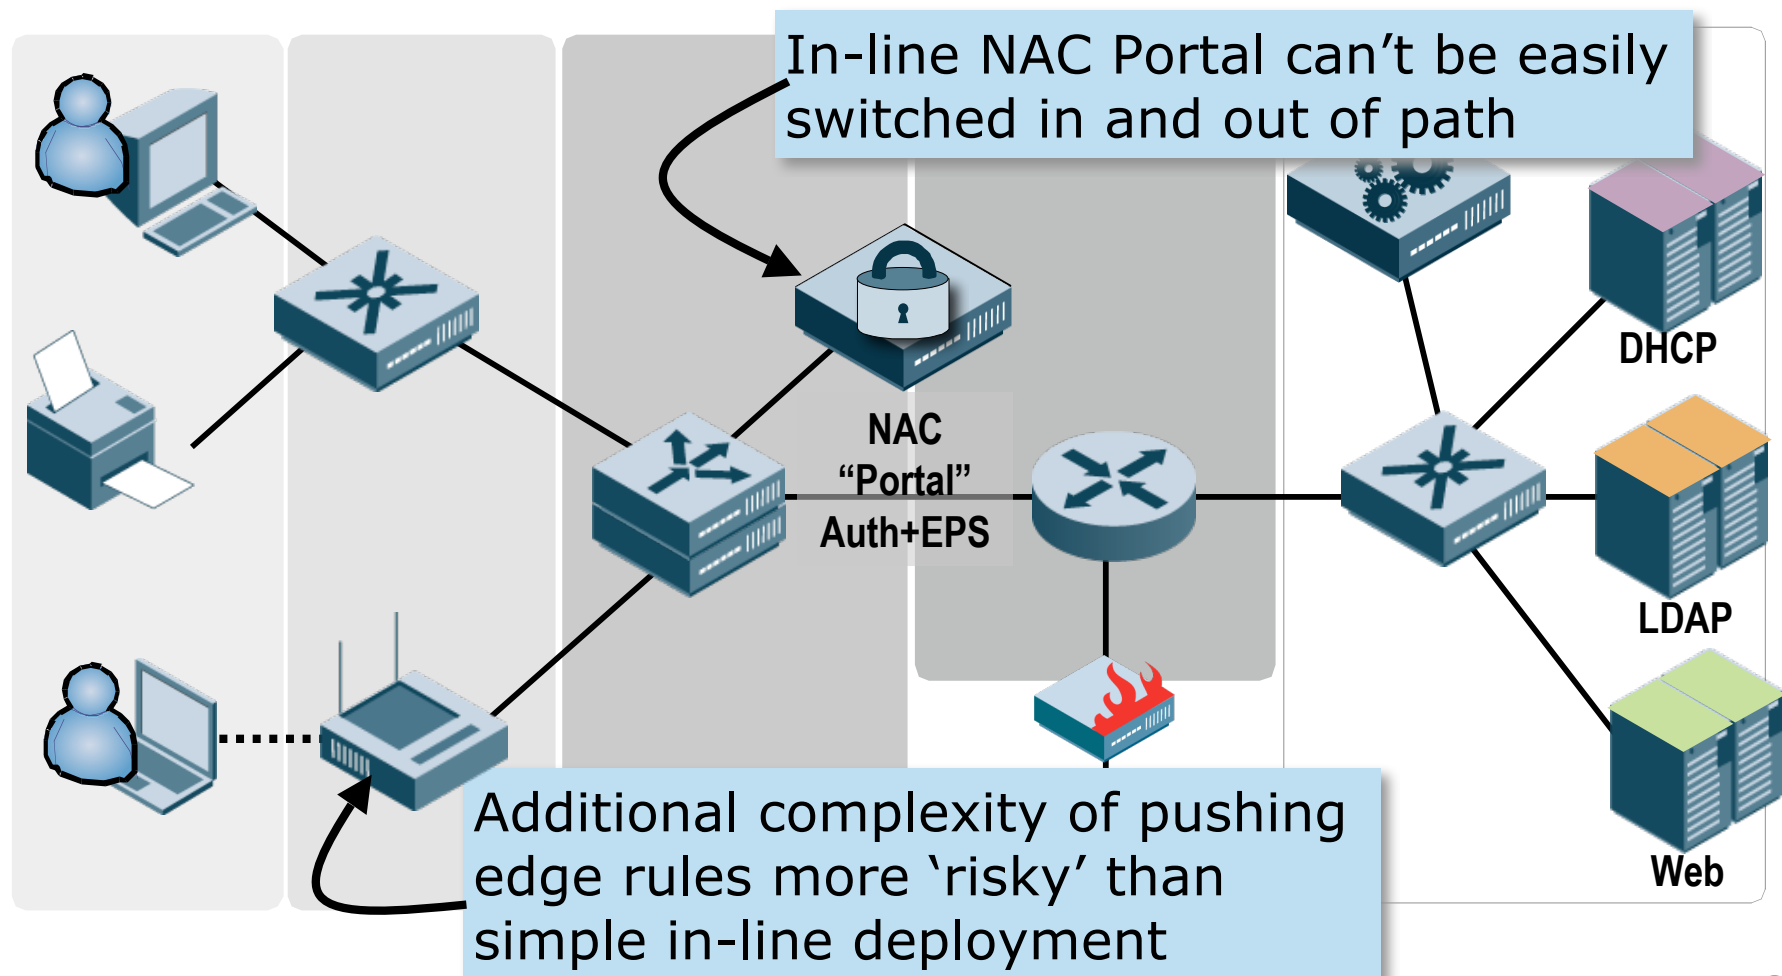 In-line NAC Portal can’t be easily
switched in and out of path
DHCP
NAC
“Portal”
Auth+EPS
LDAP
Web
Additional complexity of pushing
edge rules more ‘risky’ than
simple in-line deployment